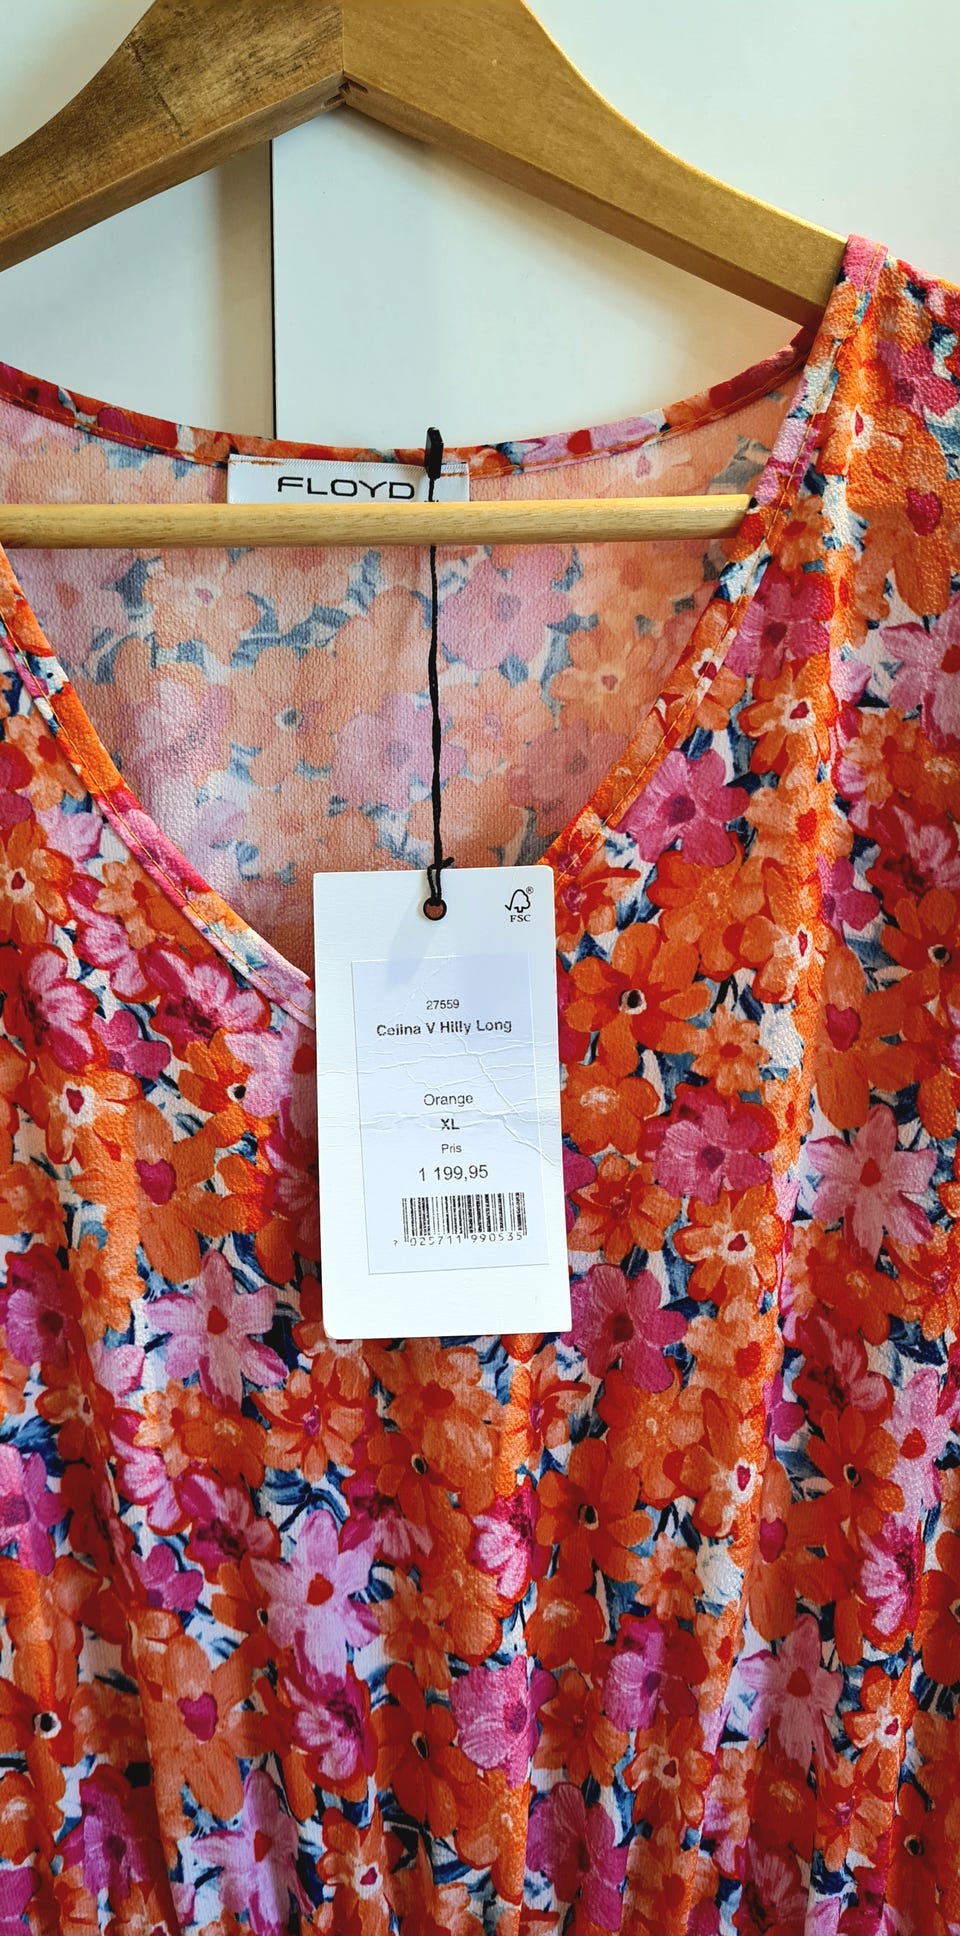 FLOYD
FSC®
27559
Celina V Hilly Long
Orange
XL
Pris
1 199,95
7 025711 990535